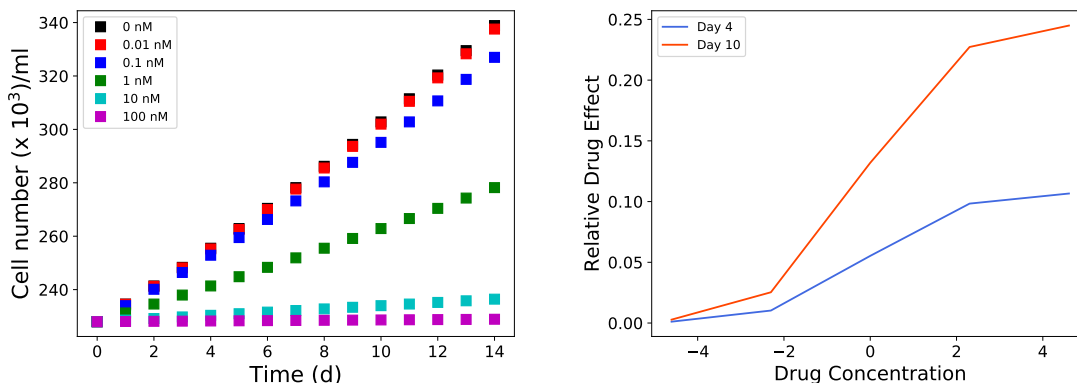 340
320
300
280
260
240
0 2 4 6 8 10 12 14
Cell number (x 10³)/ml
Time (d)
0 nM
0.01 nM
0.1 nM
1 nM
10 nM
100 nM
0.25
0.20
0.15
0.10
0.05
0.00
−4 −2 0 2 4
Relative Drug Effect
Drug Concentration
Day 4
Day 10